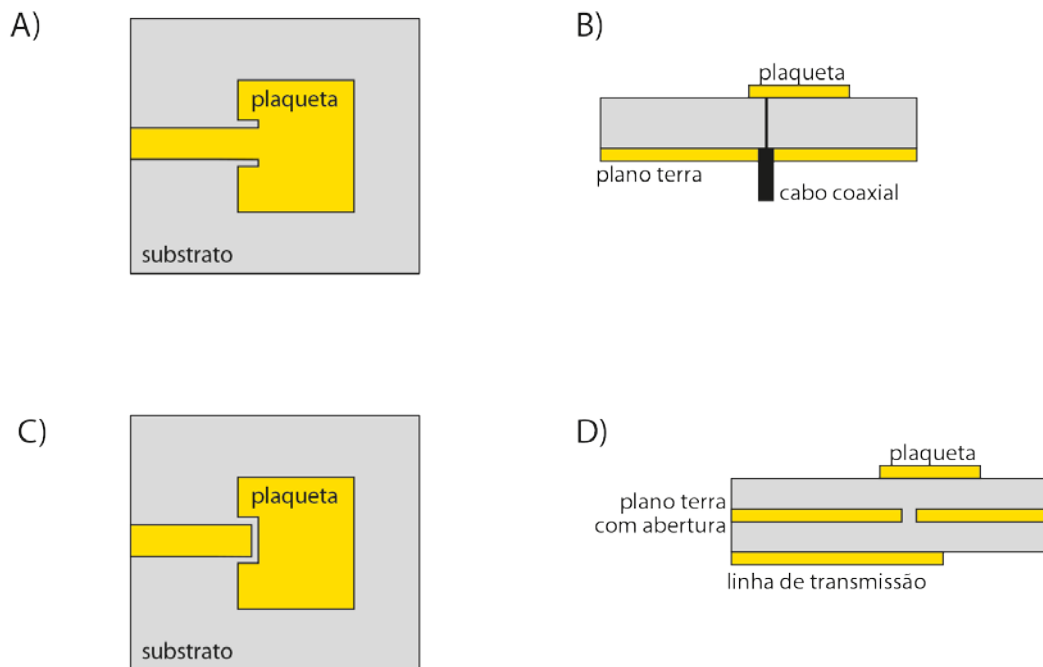 A)
plaqueta
substrato
B)
plaqueta
plano terra
cabo coaxial
C)
plaqueta
substrato
D)
plaqueta
plano terra
com abertura
linha de transmissão